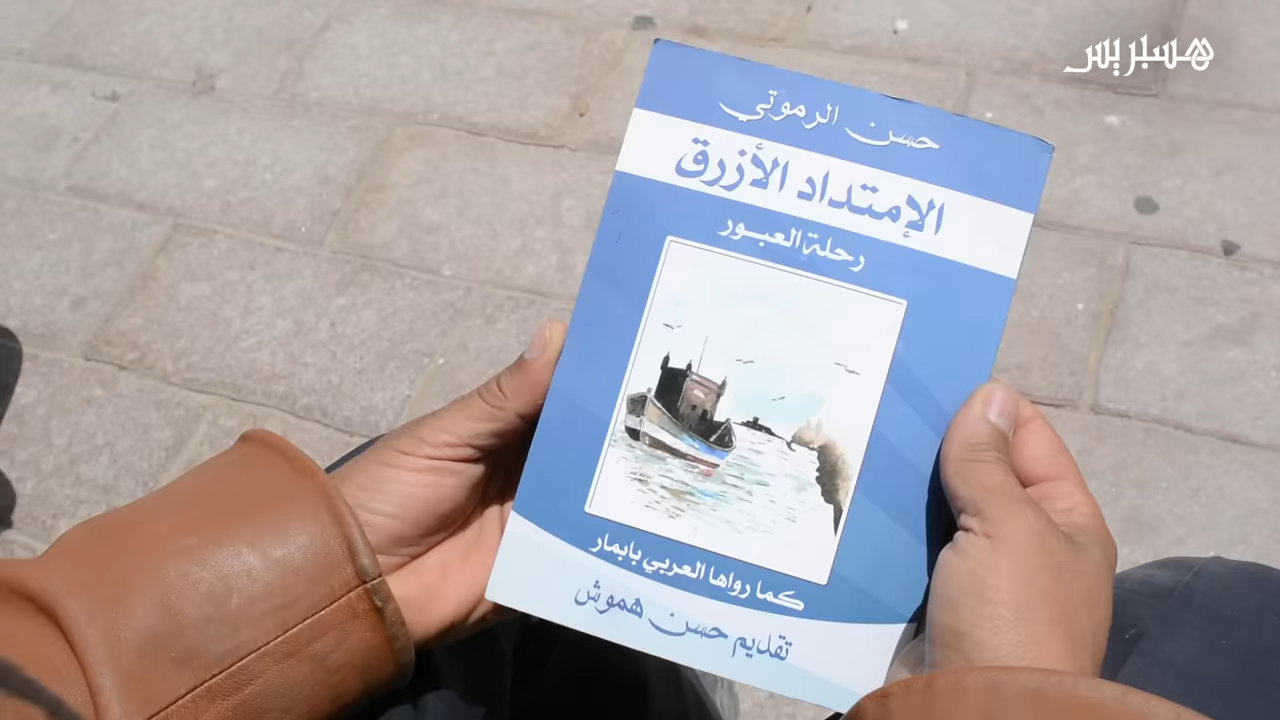 هسبريس
حسن الرموتي
الإمتداد الأزرق
رحلة العبور
كما رواها العربي بابمار
تقديم حسن هموش